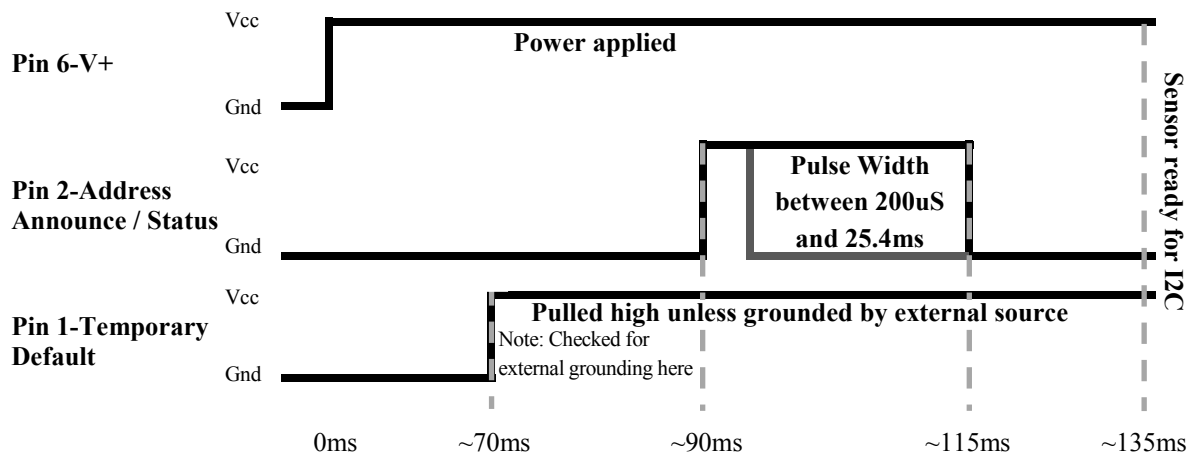 Vcc
Pin 6-V+
Power applied
Gnd
Vcc
Pin 2-Address
Announce / Status
Pulse Width
between 200uS
and 25.4ms
Gnd
Vcc
Pin 1-Temporary
Default
Pulled high unless grounded by external source
Note: Checked for
external grounding here
Gnd
Sensor ready for I2C
0ms
~70ms
~90ms
~115ms
~135ms